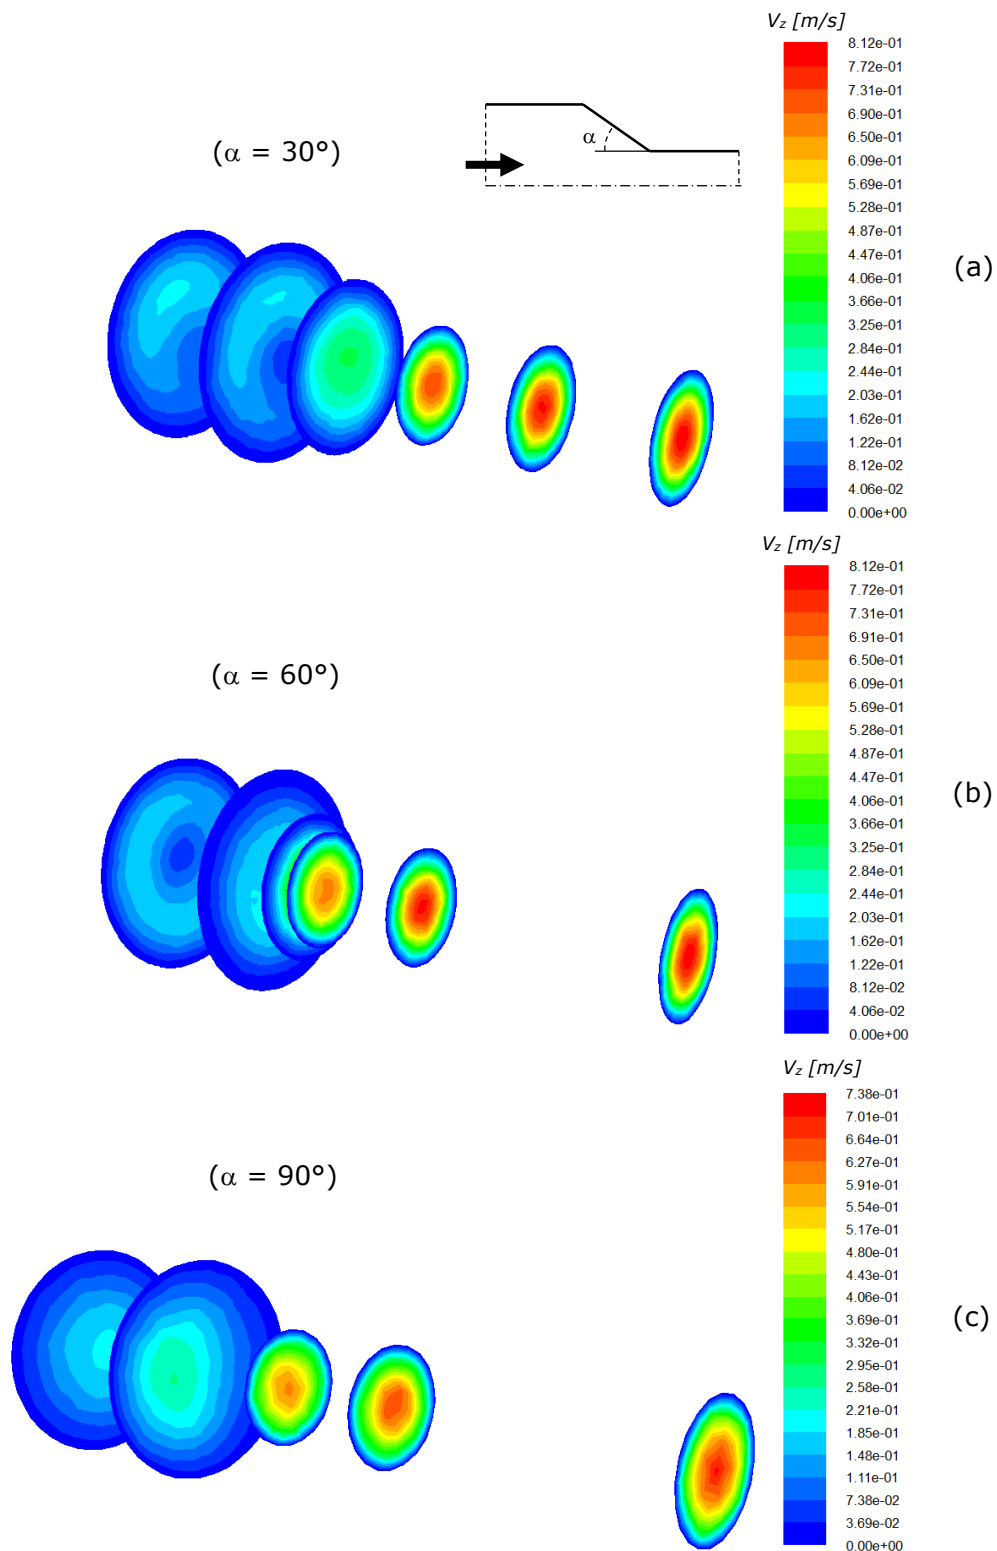 Vz [m/s]
8.12e-01
7.72e-01
7.31e-01
6.90e-01
6.50e-01
6.09e-01
5.69e-01
5.28e-01
4.87e-01
4.47e-01
4.06e-01
3.66e-01
3.25e-01
2.84e-01
2.44e-01
2.03e-01
1.62e-01
1.22e-01
8.12e-02
4.06e-02
0.00e+00
α
(α = 30°)
(a)
Vz [m/s]
8.12e-01
7.72e-01
7.31e-01
6.91e-01
6.50e-01
6.09e-01
5.69e-01
5.28e-01
4.87e-01
4.47e-01
4.06e-01
3.66e-01
3.25e-01
2.84e-01
2.44e-01
2.03e-01
1.62e-01
1.22e-01
8.12e-02
4.06e-02
0.00e+00
(α = 60°)
(b)
Vz [m/s]
7.38e-01
7.01e-01
6.64e-01
6.27e-01
5.91e-01
5.54e-01
5.17e-01
4.80e-01
4.43e-01
4.06e-01
3.69e-01
3.32e-01
2.95e-01
2.58e-01
2.21e-01
1.85e-01
1.48e-01
1.11e-01
7.38e-02
3.69e-02
0.00e+00
(α = 90°)
(c)